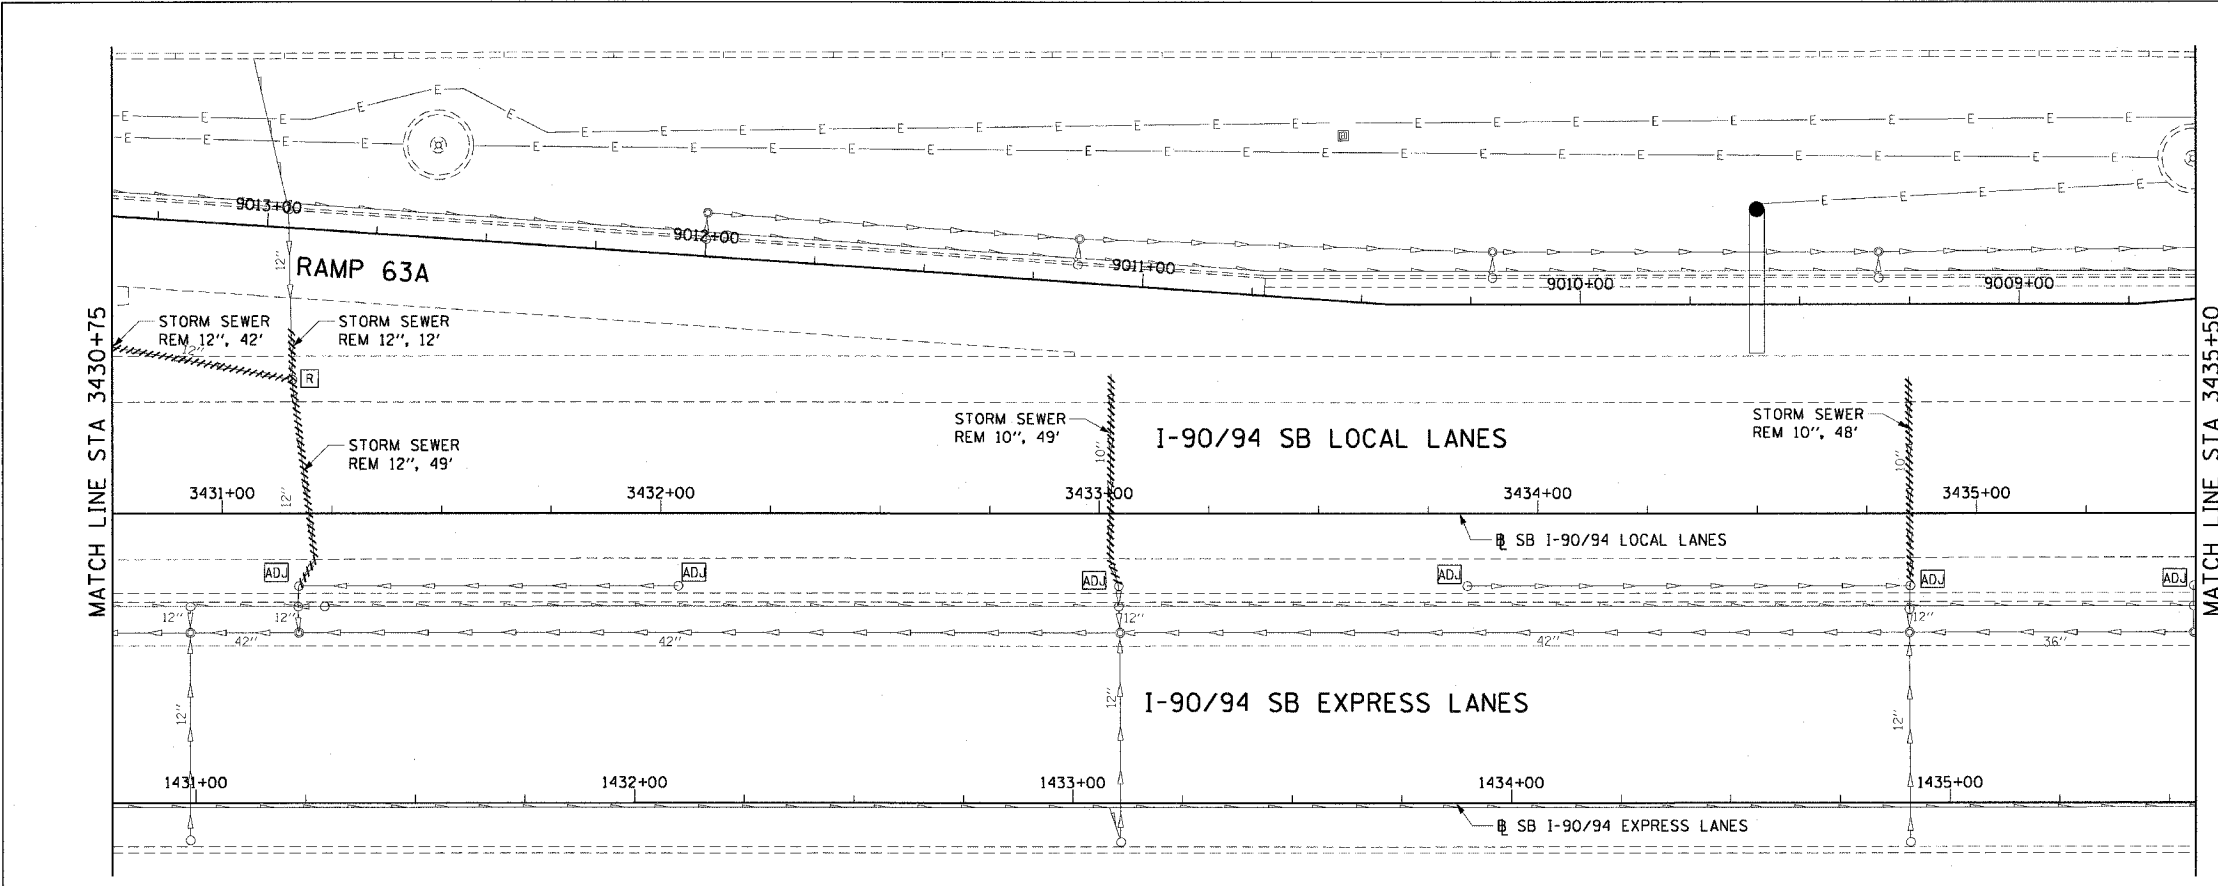 E E E E E E E E E E E E E E E E E E E E E E E E E E
E E E E E E E E E E E E E E E E E E E E E E E E E
E E E E E
9013+00
9012+00
9011+00
9010+00
9009+00
12"
RAMP 63A
MATCH LINE STA 3430+75
MATCH LINE STA 3435+50
STORM SEWER
REM 12", 42'
12"
STORM SEWER
REM 12", 12'
R
STORM SEWER
REM 12", 49'
12"
STORM SEWER
REM 10", 49'
10"
I-90/94 SB LOCAL LANES
STORM SEWER
REM 10", 48'
10"
3431+00
3432+00
3433+00
3434+00
3435+00
℄ SB I-90/94 LOCAL LANES
ADJ
ADJ
ADJ
ADJ
ADJ
ADJ
12"
12"
12"
12"
42"
42"
42"
36"
12"
12"
12"
I-90/94 SB EXPRESS LANES
1431+00
1432+00
1433+00
1434+00
1435+00
℄ SB I-90/94 EXPRESS LANES